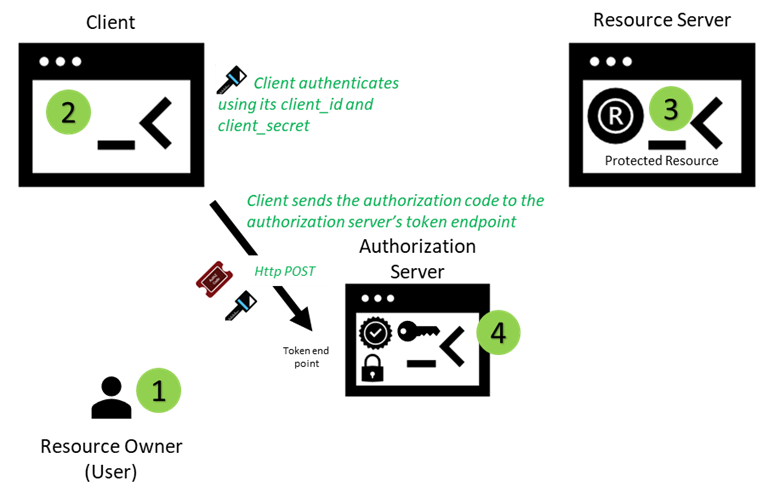 Client
Resource Server
2
Client authenticates
using its client_id and
client_secret
®
3
Protected Resource
Client sends the authorization code to the
authorization server's token endpoint
Authorization
Server
Http POST
4
Token end
point
1
Resource Owner
(User)